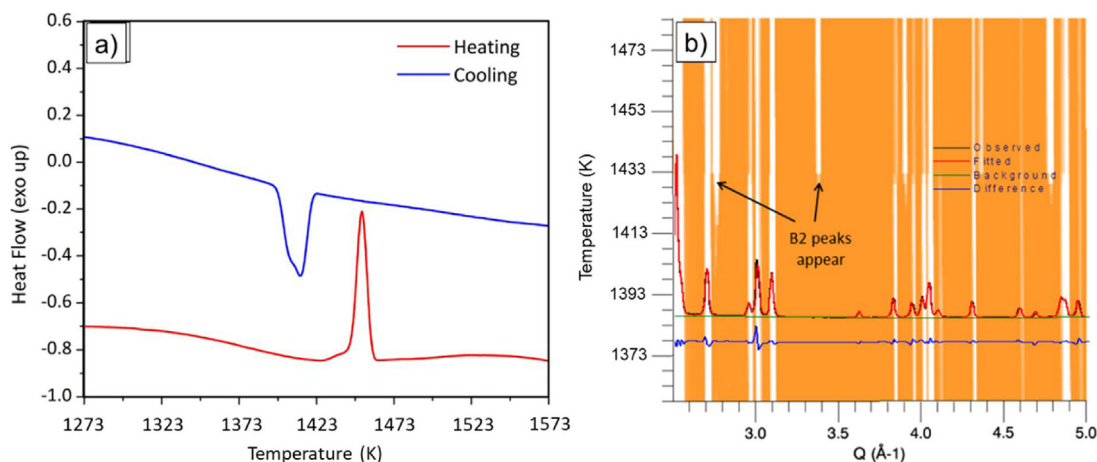 a)
Heating
Cooling
0.6
0.4
0.2
0.0
-0.2
-0.4
-0.6
-0.8
-1.0
Heat Flow (exo up)
1273
1323
1373
1423
1473
1523
1573
Temperature (K)
b)
1473
1453
1433
1413
1393
1373
Temperature (K)
Observed
Fitted
Background
Difference
B2 peaks
appear
3.0
3.5
4.0
4.5
5.0
Q (Å-1)